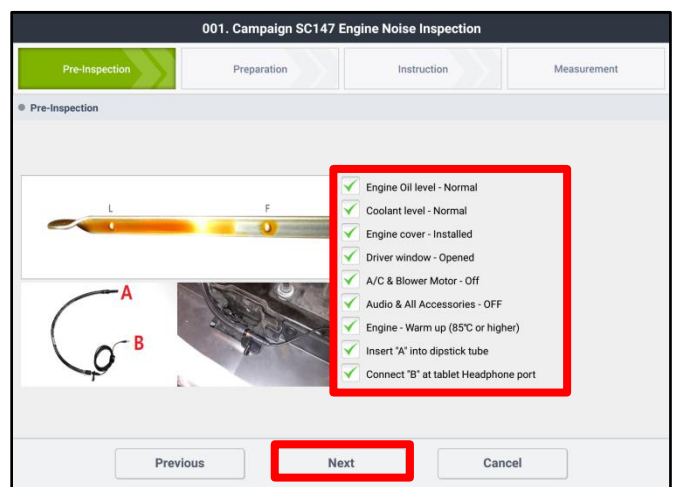 001. Campaign SC147 Engine Noise Inspection
Pre-Inspection
Preparation
Instruction
Measurement
Pre-Inspection
L
F
A
B
Engine Oil level - Normal
Coolant level - Normal
Engine cover - Installed
Driver window - Opened
A/C & Blower Motor - Off
Audio & All Accessories - OFF
Engine - Warm up (85℃ or higher)
Insert "A" into dipstick tube
Connect "B" at tablet Headphone port
Previous
Next
Cancel